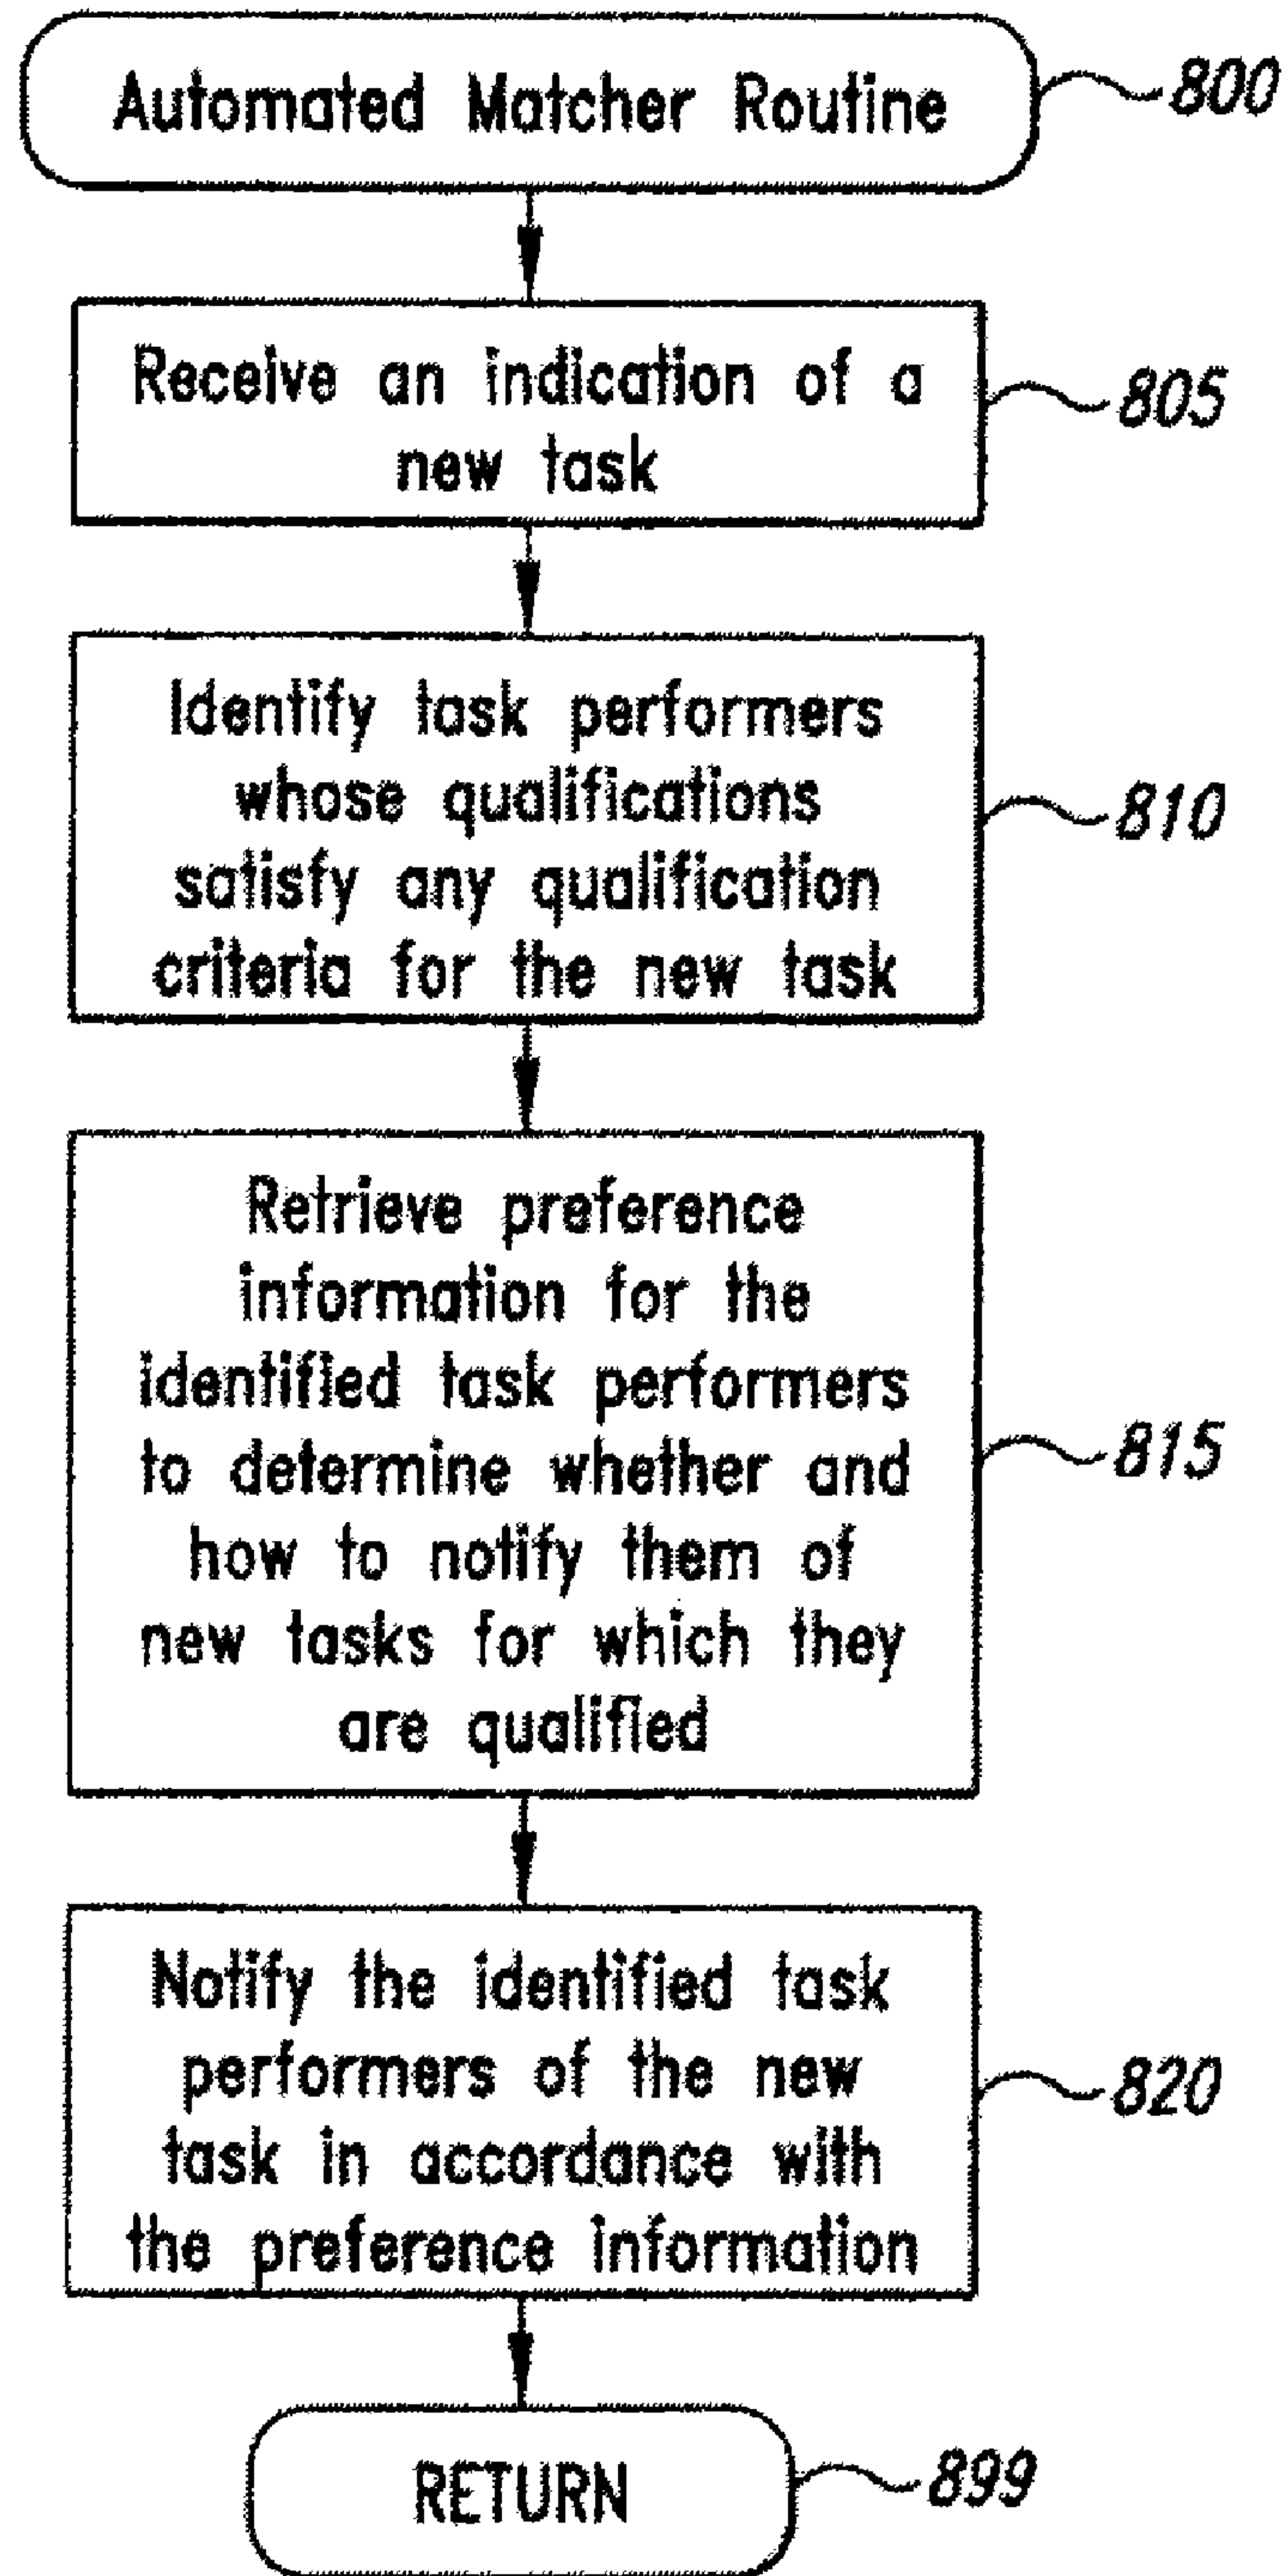 Automated Matcher Routine
800
Receive an indication of a
new task
805
Identify task performers
whose qualifications
satisfy any qualification
criteria for the new task
810
Retrieve preference
information for the
identified task performers
to determine whether and
how to notify them of
new tasks for which they
are qualified
815
Notify the identified task
performers of the new
task in accordance with
the preference information
820
RETURN
899